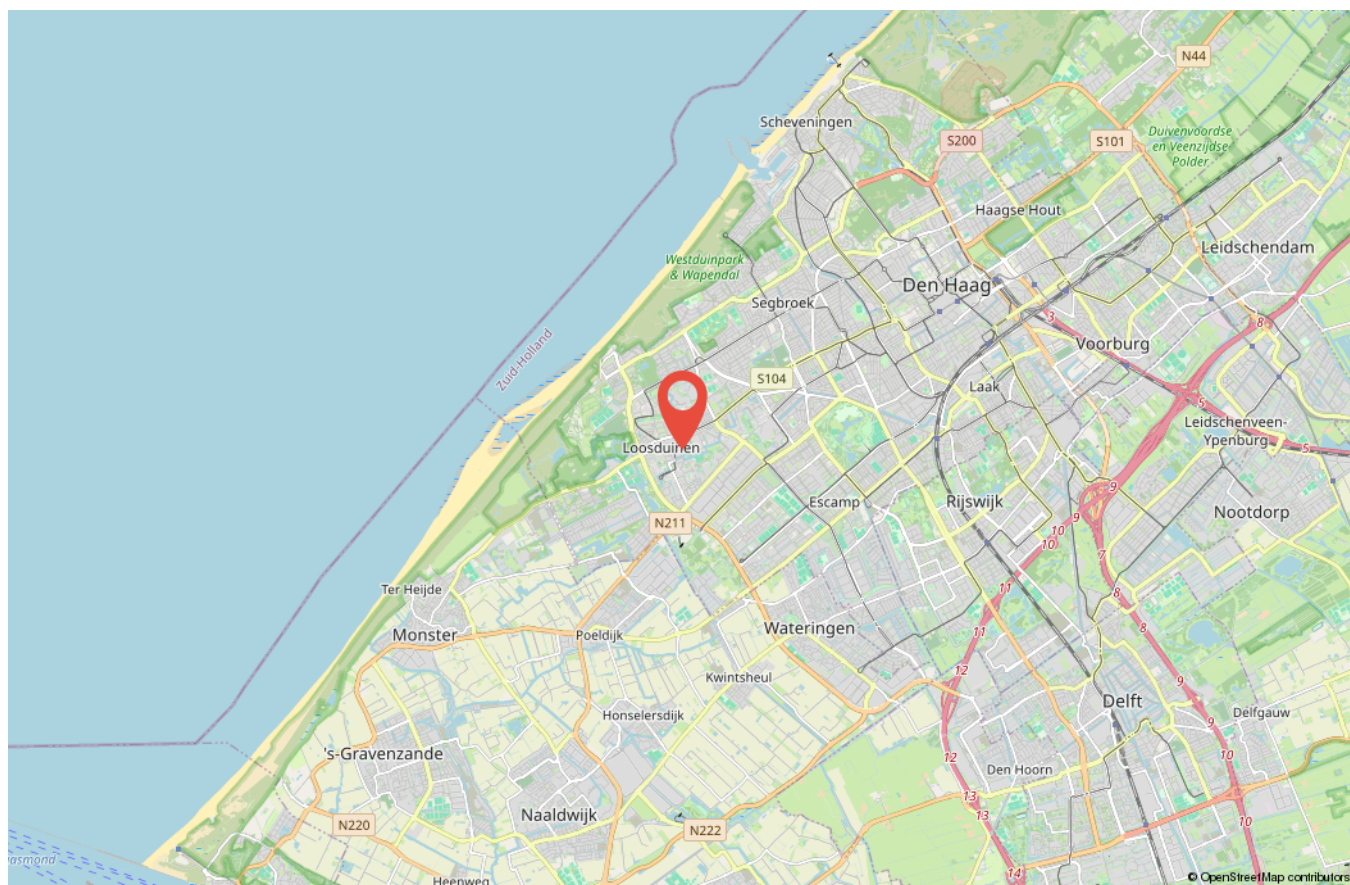 N44
Scheveningen
S200
S101
Duivenvoordse
en Veenzijdse
Polder
Haagse Hout
Leidschendam
Westduinpark
& Wapendal
Den Haag
Segbroek
3
8
Zuid-Holland
Voorburg
S104
Laak
5
Leidschenveen-
Ypenburg
5
Loosduinen
9
Escamp
Rijswijk
9
Nootdorp
N211
10
10
7
Ter Heijde
11
8
Monster
Poeldijk
Wateringen
11
8
12
Kwintsheul
9
Delft
Honselersdijk
Delfgauw
9
's-Gravenzande
12
10
Den Hoorn
13
Naaldwijk
13
N220
N222
10
14
Heenweg
© OpenStreetMap contributors